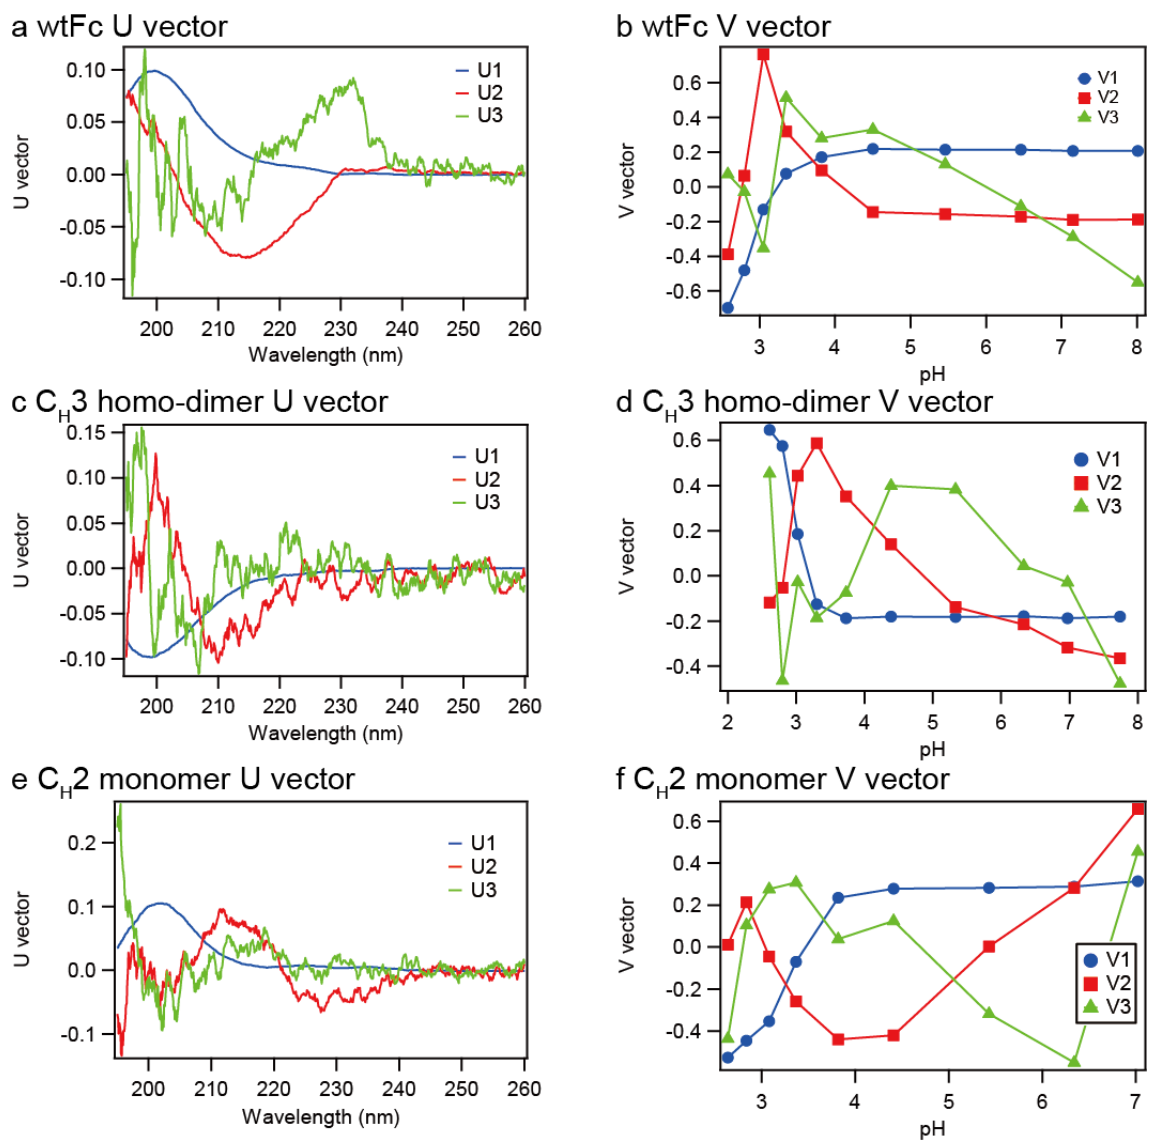 a wtFc U vector
U vector
0.10
0.05
0.00
-0.05
-0.10
U1
U2
U3
200 210 220 230 240 250 260
Wavelength (nm)
b wtFc V vector
V vector
0.6
0.4
0.2
0.0
-0.2
-0.4
-0.6
V1
V2
V3
3 4 5 6 7 8
pH
c CH3 homo-dimer U vector
U vector
0.15
0.10
0.05
0.00
-0.05
-0.10
U1
U2
U3
200 210 220 230 240 250 260
Wavelength (nm)
d CH3 homo-dimer V vector
V vector
0.6
0.4
0.2
0.0
-0.2
-0.4
V1
V2
V3
2 3 4 5 6 7 8
pH
e CH2 monomer U vector
U vector
0.2
0.1
0.0
-0.1
U1
U2
U3
200 210 220 230 240 250 260
Wavelength (nm)
f CH2 monomer V vector
V vector
0.6
0.4
0.2
0.0
-0.2
-0.4
V1
V2
V3
3 4 5 6 7
pH